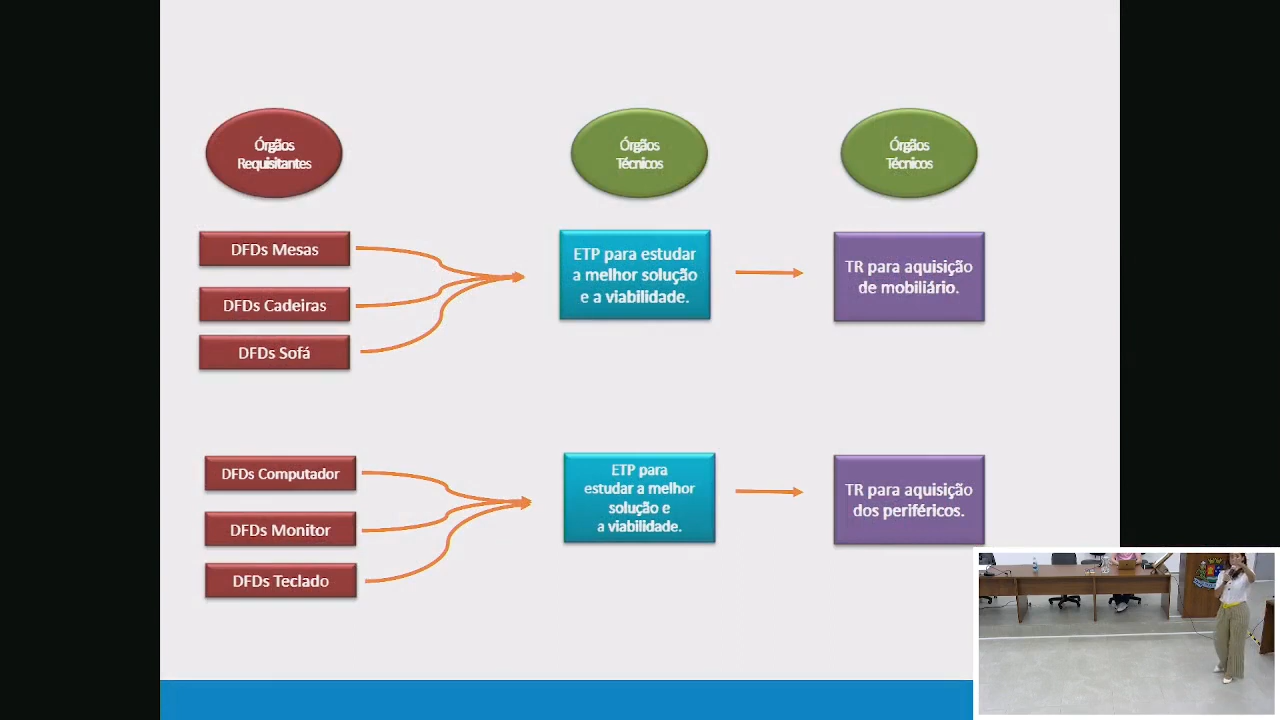 Órgãos
Requisitantes
Órgãos
Técnicos
Órgãos
Técnicos
DFDs Mesas
DFDs Cadeiras
DFDs Sofá
ETP para estudar
a melhor solução
e a viabilidade.
TR para aquisição
de mobiliário.
DFDs Computador
DFDs Monitor
DFDs Teclado
ETP para
estudar a melhor
solução e
a viabilidade.
TR para aquisição
dos periféricos.